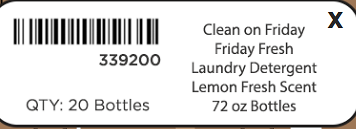 339200
QTY: 20 Bottles
Clean on Friday
Friday Fresh
Laundry Detergent
Lemon Fresh Scent
72 oz Bottles
X